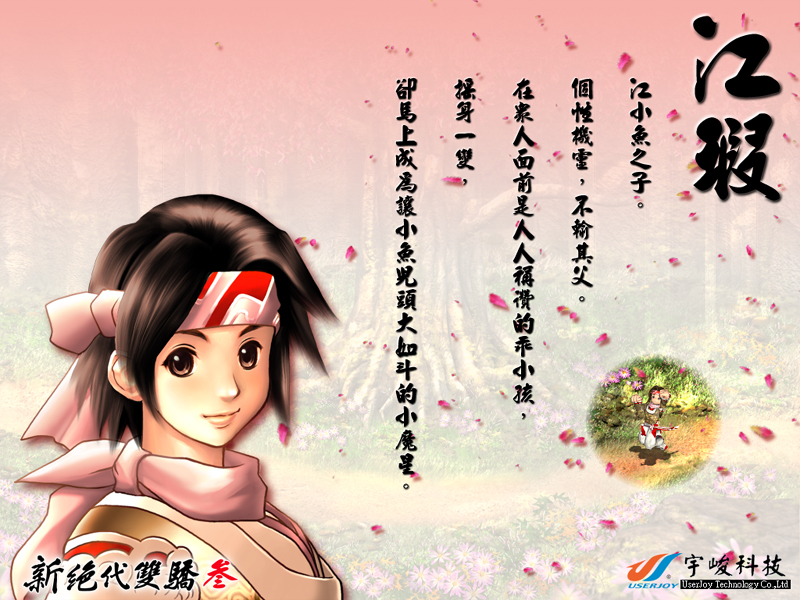 江瑕
江小魚之子。
個性機靈，不輸其父。
在眾人面前是人人稱讚的乖小孩，
搖身一變，
卻馬上成為讓小魚兒頭大如斗的小魔星。
新絕代雙驕叁
USERJOY
宇峻科技
UserJoy Technology Co.,Ltd